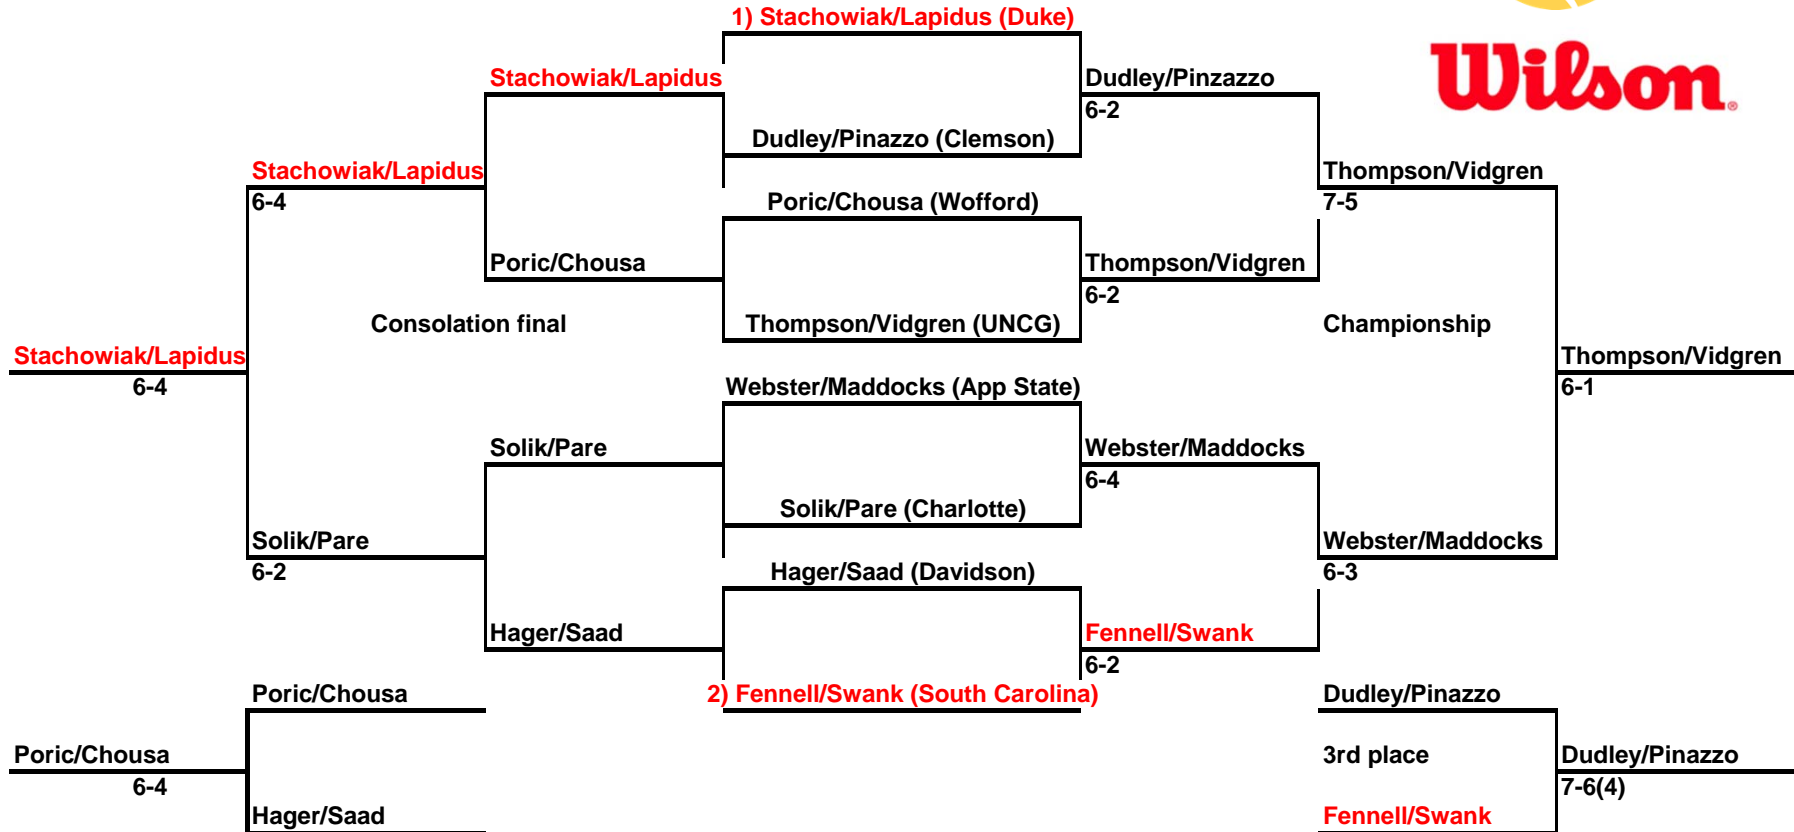 1) Stachowiak/Lapidus (Duke)
Wilson
Stachowiak/Lapidus
Dudley/Pinzazzo
6-2
Dudley/Pinazzo (Clemson)
Stachowiak/Lapidus
Thompson/Vidgren
6-4
Poric/Chousa (Wofford)
7-5
Poric/Chousa
Thompson/Vidgren
6-2
Consolation final
Thompson/Vidgren (UNCG)
Championship
Stachowiak/Lapidus
Thompson/Vidgren
6-4
Webster/Maddocks (App State)
6-1
Solik/Pare
Webster/Maddocks
6-4
Solik/Pare (Charlotte)
Solik/Pare
Webster/Maddocks
6-2
Hager/Saad (Davidson)
6-3
Hager/Saad
Fennell/Swank
6-2
Poric/Chousa
2) Fennell/Swank (South Carolina)
Dudley/Pinazzo
Poric/Chousa
3rd place
Dudley/Pinazzo
6-4
7-6(4)
Hager/Saad
Fennell/Swank